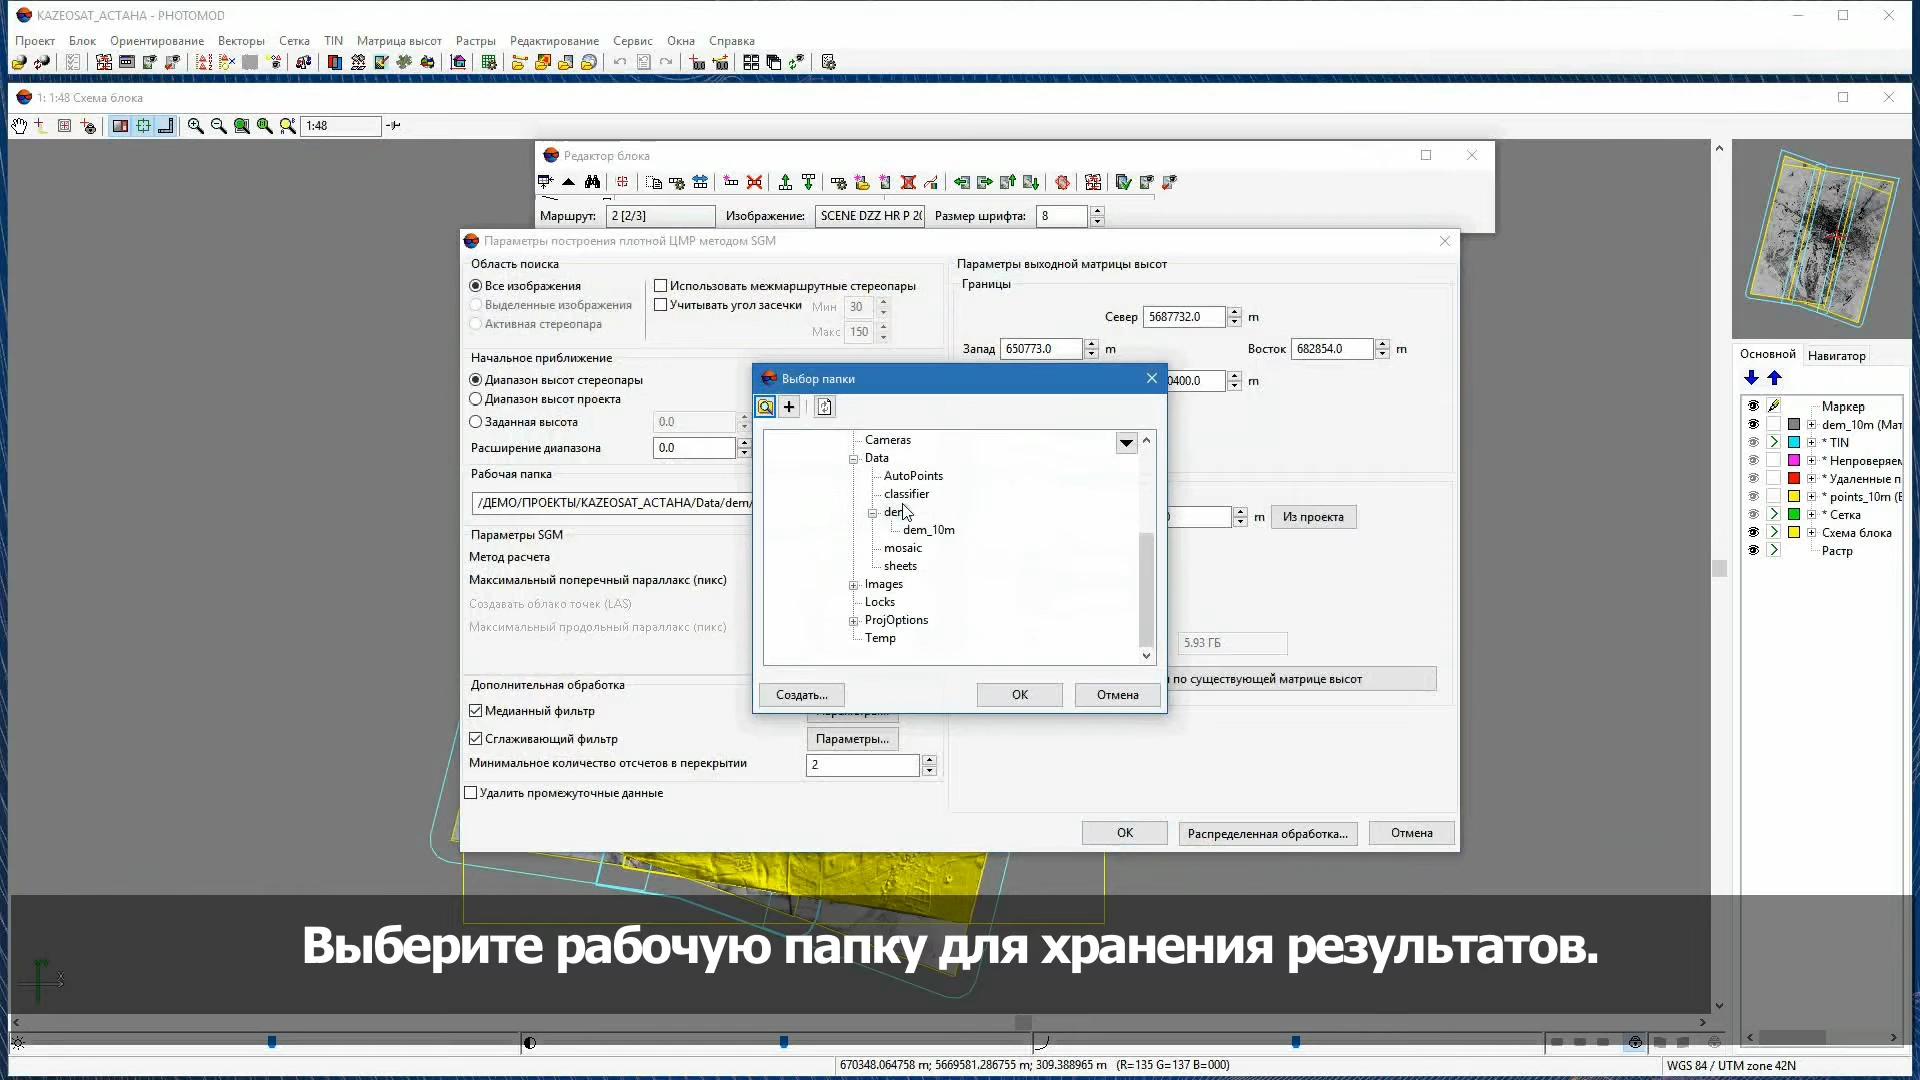 KAZEOSAT_АСТАНА - PHOTOMOD
Проект Блок Ориентирование Векторы Сетка TIN Матрица высот Растры Редактирование Сервис Окна Справка
1: 1:48 Схема блока
1:48
Редактор блока
Маршрут: 2 [2/3] Изображение: SCENE DZZ HR P 20 Размер шрифта: 8
Параметры построения плотной ЦМР методом SGM
Область поиска
Все изображения
Выделенные изображения
Активная стереопара
Использовать межмаршрутные стереопары
Учитывать угол засечки Мин 30
Макс 150
Начальное приближение
Диапазон высот стереопары
Диапазон высот проекта
Заданная высота 0.0
Расширение диапазона 0.0
Рабочая папка
/ДЕМО/ПРОЕКТЫ/KAZEOSAT_АСТАНА/Data/dem/
Параметры SGM
Метод расчета
Максимальный поперечный параллакс (пикс)
Создавать облако точек (LAS)
Максимальный продольный параллакс (пикс)
Дополнительная обработка
Медианный фильтр
Сглаживающий фильтр Параметры...
Минимальное количество отсчетов в перекрытии 2
Удалить промежуточные данные
Параметры выходной матрицы высот
Границы
Север 5687732.0 m
Запад 650773.0 m Восток 682854.0 m
0400.0 m
m Из проекта
5.93 ГБ
по существующей матрице высот
OK Распределенная обработка... Отмена
Выбор папки
Cameras
Data
AutoPoints
classifier
dem_10m
mosaic
sheets
Images
Locks
ProjOptions
Temp
Создать... OK Отмена
Основной Навигатор
Маркер
dem_10m (Мат
* TIN
* Непроверяем
* Удаленные п
* points_10m (В
* Сетка
Схема блока
Растр
Выберите рабочую папку для хранения результатов.
670348.064758 m; 5669581.286755 m; 309.388965 m (R=135 G=137 B=000)
WGS 84 / UTM zone 42N